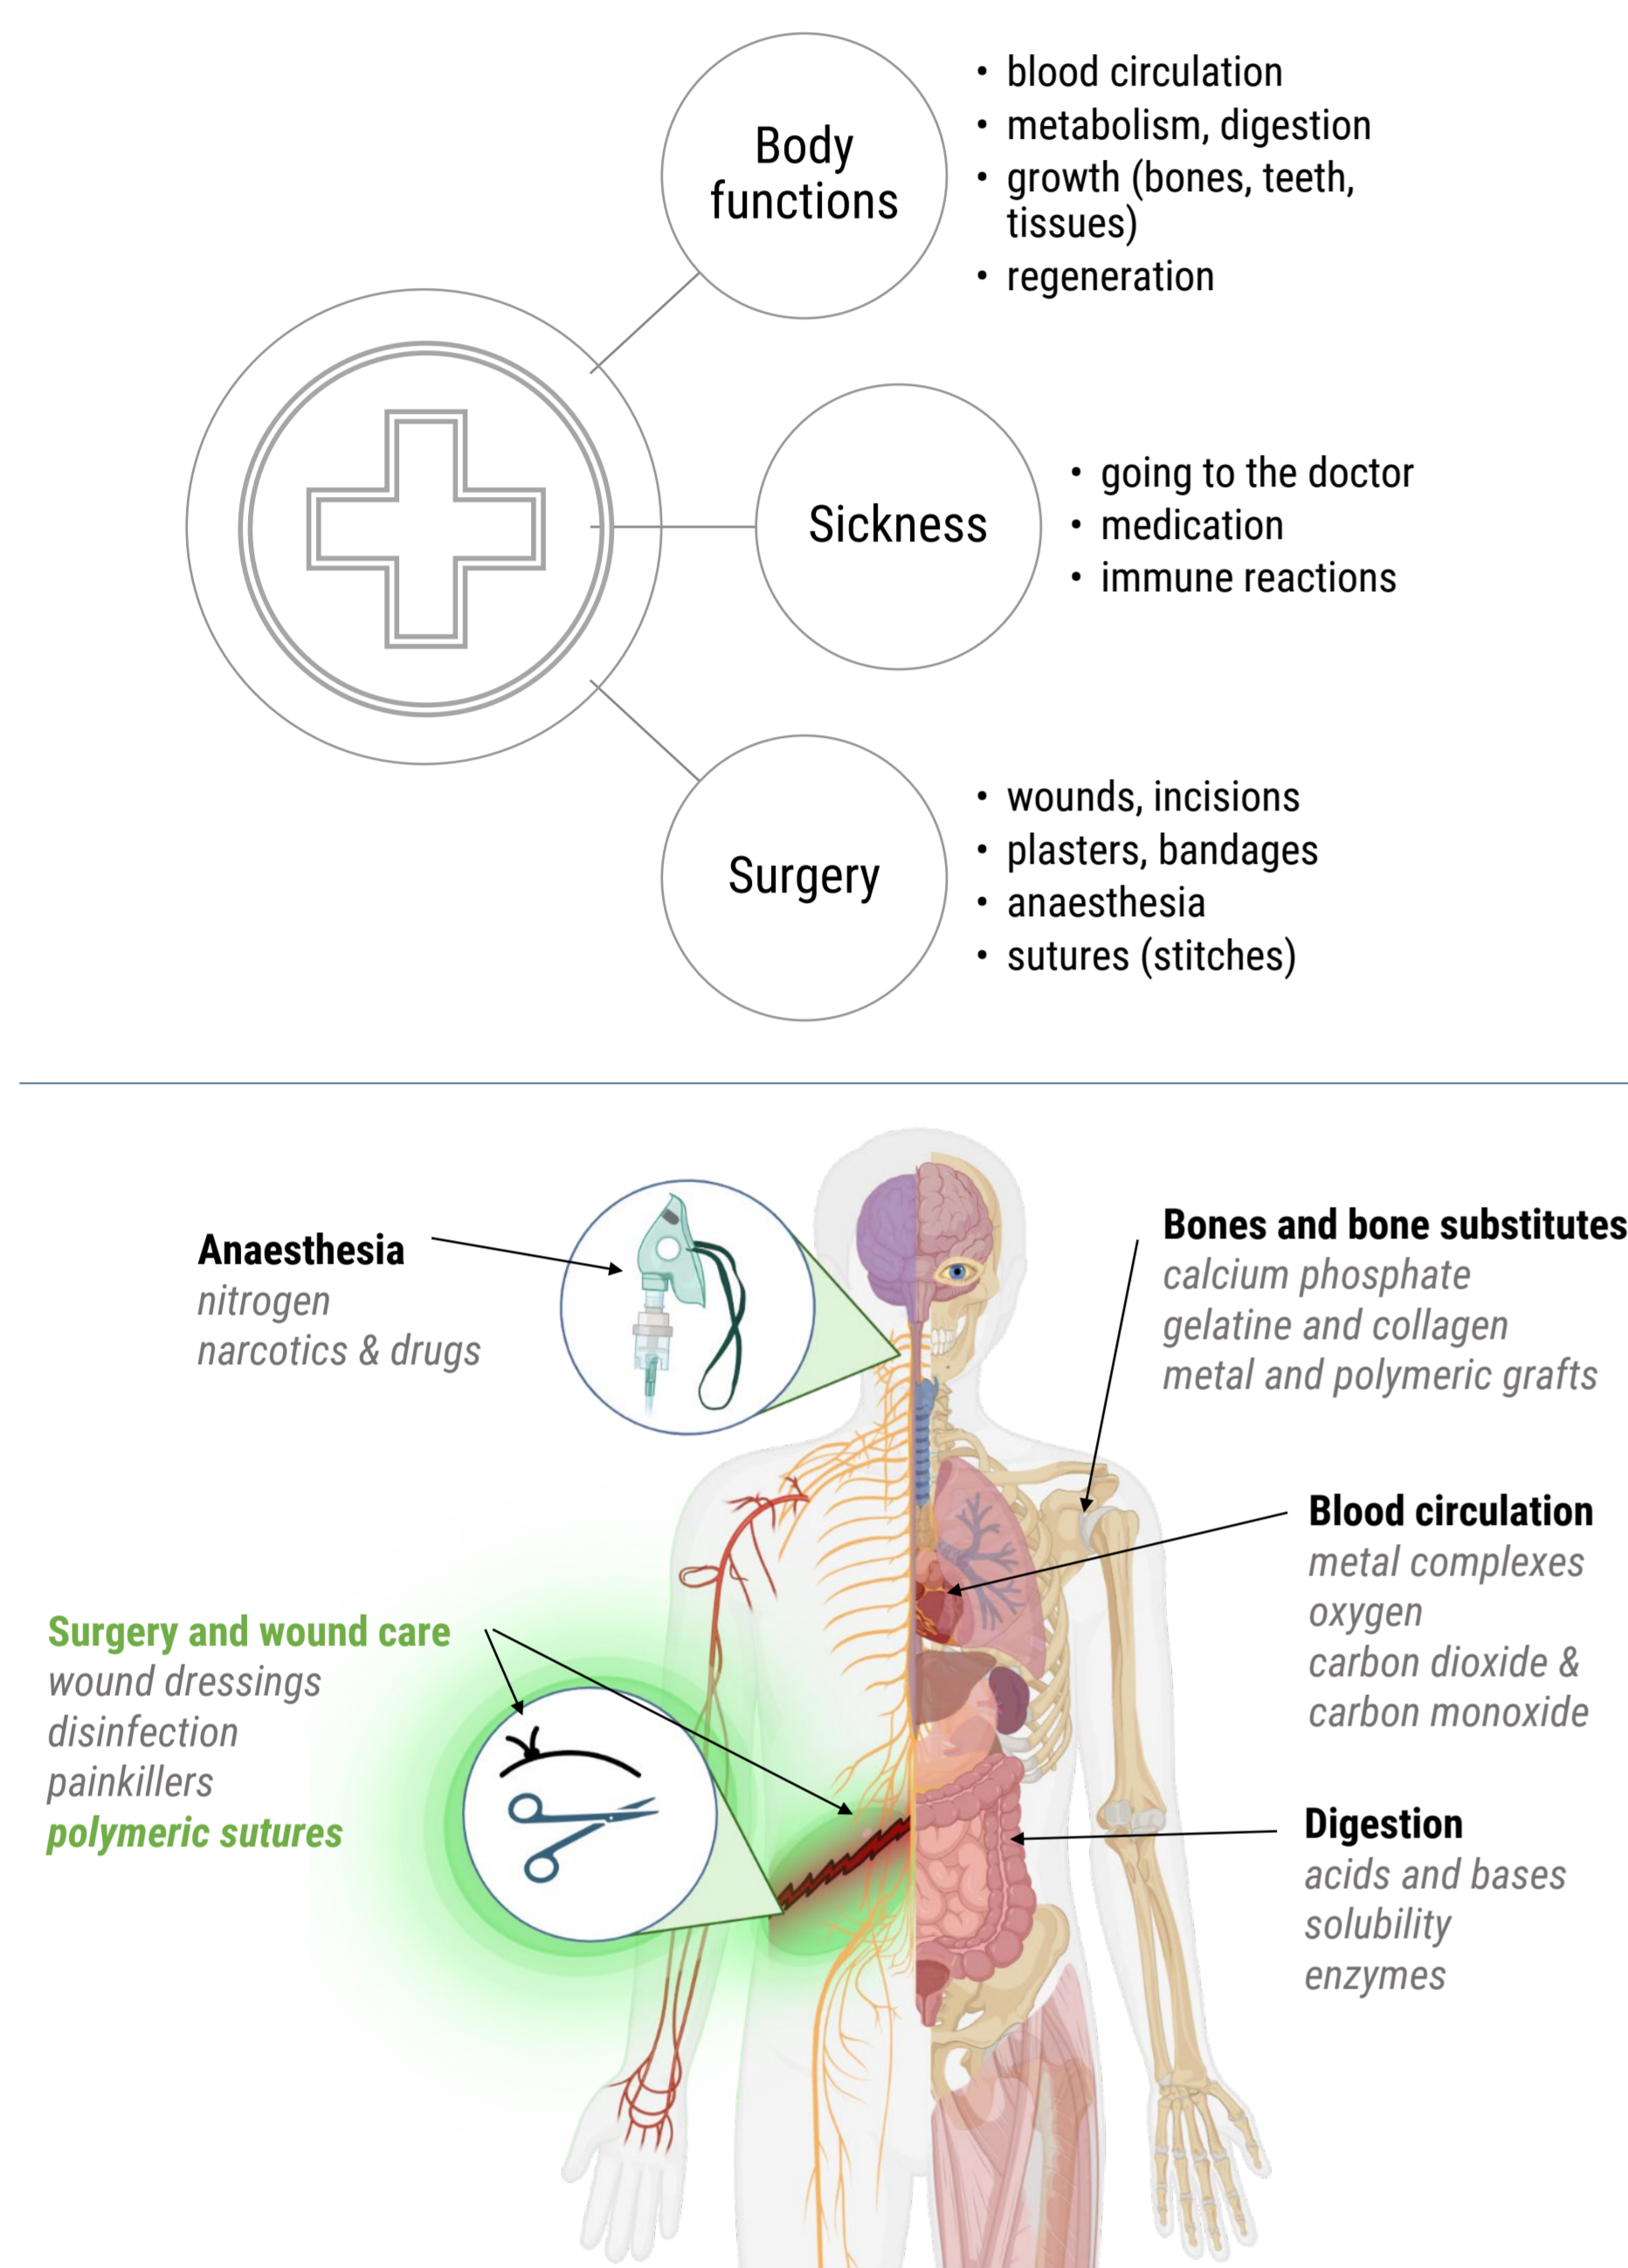 Body
functions
• blood circulation
• metabolism, digestion
• growth (bones, teeth,
tissues)
• regeneration
Sickness
• going to the doctor
• medication
• immune reactions
Surgery
• wounds, incisions
• plasters, bandages
• anaesthesia
• sutures (stitches)
Anaesthesia
nitrogen
narcotics & drugs
Bones and bone substitutes
calcium phosphate
gelatine and collagen
metal and polymeric grafts
Blood circulation
metal complexes
oxygen
carbon dioxide &
carbon monoxide
Surgery and wound care
wound dressings
disinfection
painkillers
polymeric sutures
Digestion
acids and bases
solubility
enzymes